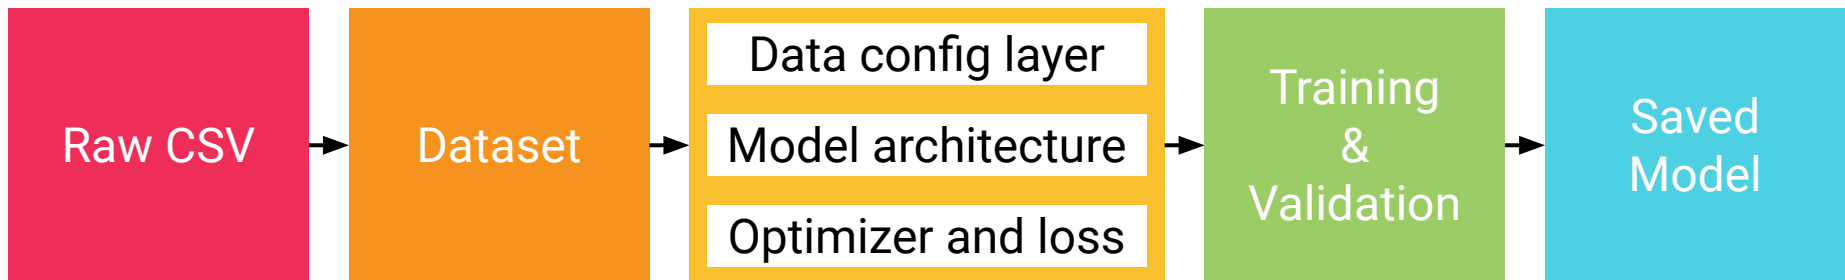 Raw CSV
Dataset
Data config layer
Model architecture
Optimizer and loss
Training
&
Validation
Saved
Model